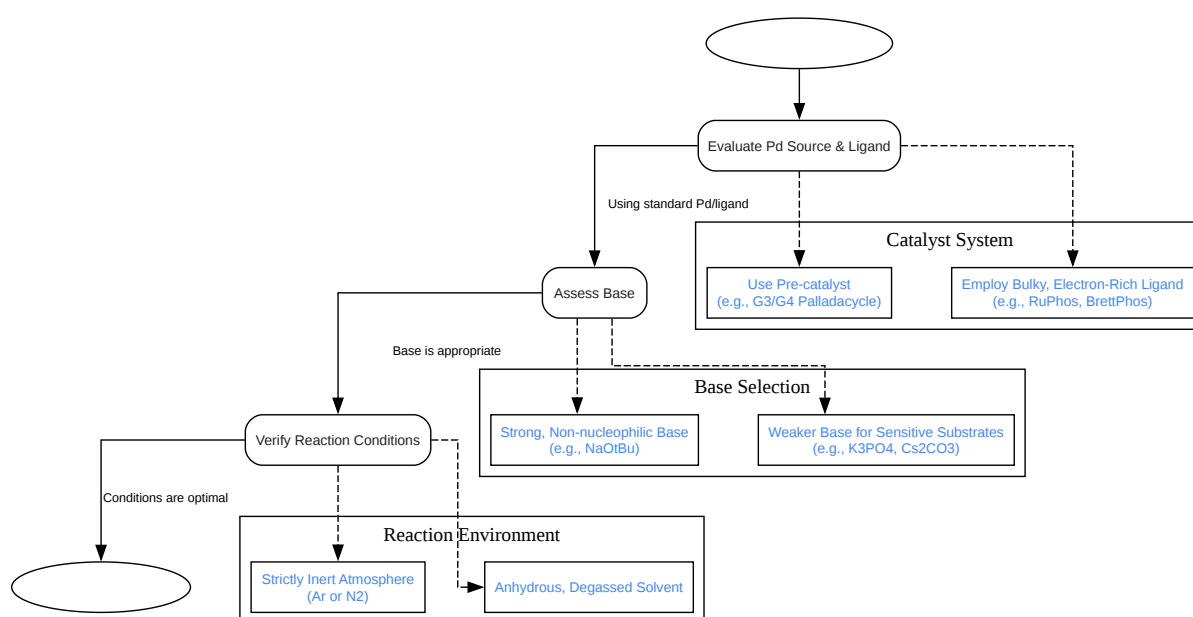 Evaluate Pd Source & Ligand
Using standard Pd/ligand
Catalyst System
Use Pre-catalyst
(e.g., G3/G4 Palladacycle)
Employ Bulky, Electron-Rich Ligand
(e.g., RuPhos, BrettPhos)
Assess Base
Base is appropriate
Base Selection
Strong, Non-nucleophilic Base
(e.g., NaOtBu)
Weaker Base for Sensitive Substrates
(e.g., K3PO4, Cs2CO3)
Verify Reaction Conditions
Conditions are optimal
Reaction Environment
Strictly Inert Atmosphere
(Ar or N2)
Anhydrous, Degassed Solvent